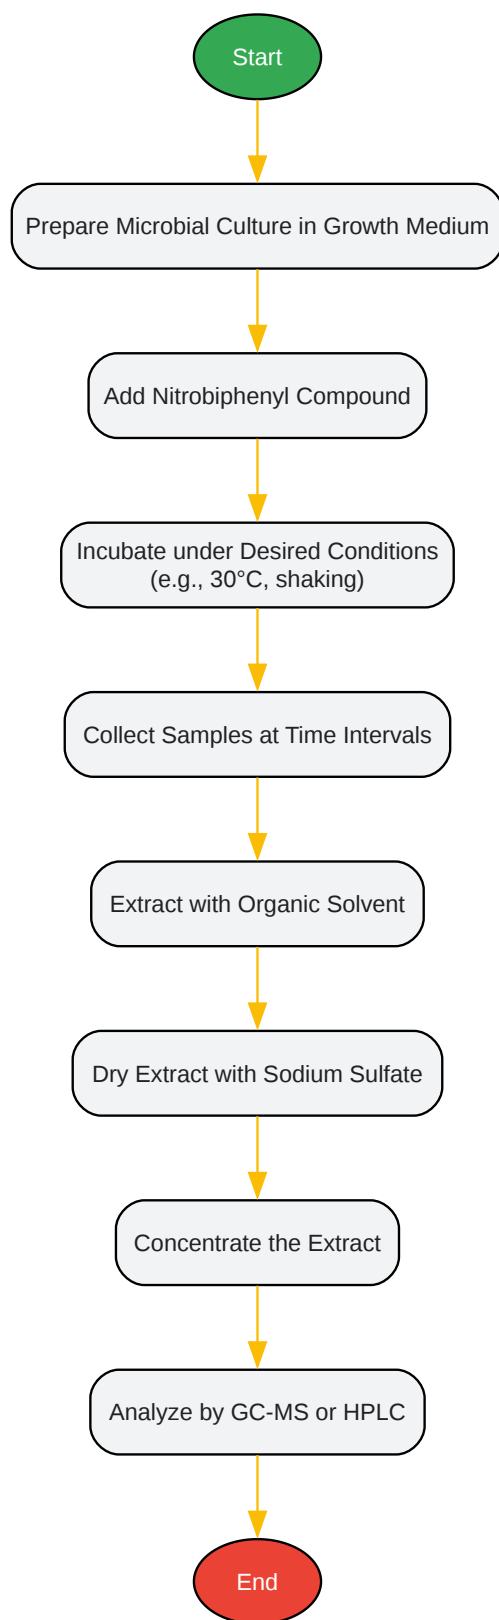 Start
Prepare Microbial Culture in Growth Medium
Add Nitrobiphenyl Compound
Incubate under Desired Conditions
(e.g., 30°C, shaking)
Collect Samples at Time Intervals
Extract with Organic Solvent
Dry Extract with Sodium Sulfate
Concentrate the Extract
Analyze by GC-MS or HPLC
End